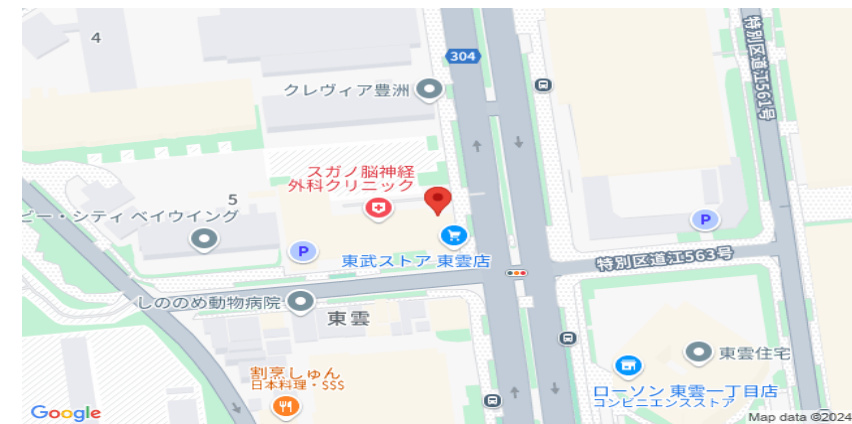 4
304
クレヴィア豊洲
特別区道江561号
スガノ脳神経
外科クリニック
5
ビー・シティ ベイウイング
P
P
東武ストア 東雲店
特別区道江563号
しののめ動物病院
東雲
東雲住宅
割烹しゅん
日本料理・SSS
ローソン 東雲一丁目店
コンビニエンスストア
Google
Map data ©2024